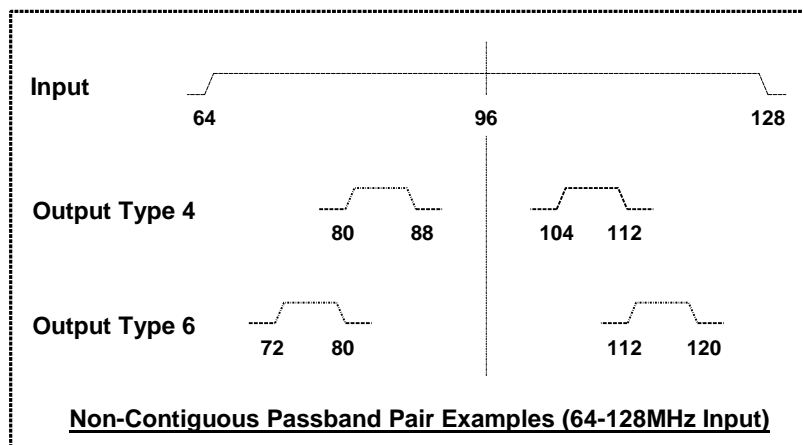 Input
64 96 128
Output Type 4
80 88 104 112
Output Type 6
72 80 112 120
Non-Contiguous Passband Pair Examples (64-128MHz Input)